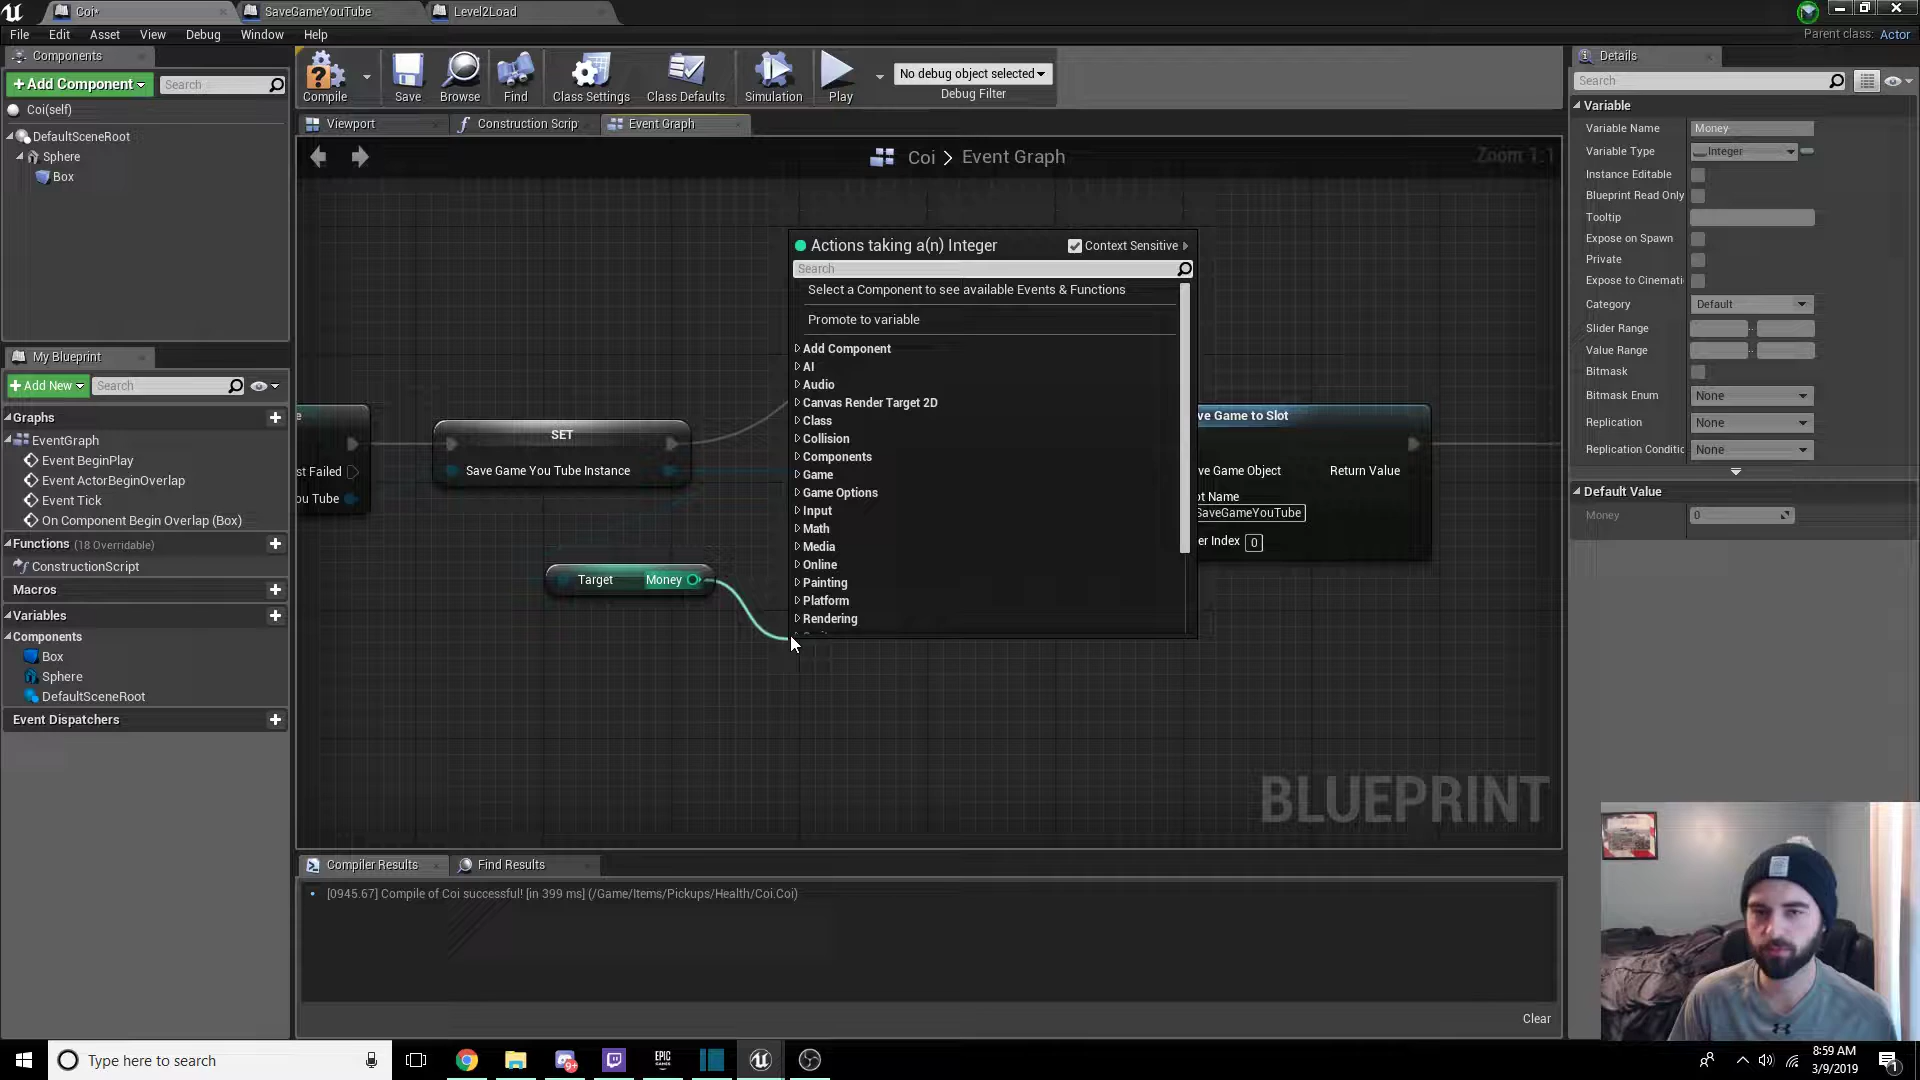 Coi•
SaveGameYouTube
Level2Load
File Edit Asset View Debug Window Help
Parent class: Actor
Components
+Add Component
Search
Coi(self)
DefaultSceneRoot
Sphere
Box
Compile
Save
Browse
Find
Class Settings
Class Defaults
Simulation
Play
No debug object selected
Debug Filter
Viewport
Construction Scrip
Event Graph
Coi > Event Graph
Zoom 1:1
My Blueprint
+Add New
Search
Graphs
EventGraph
Event BeginPlay
Event ActorBeginOverlap
Event Tick
On Component Begin Overlap (Box)
Functions (18 Overridable)
ConstructionScript
Macros
Variables
Components
Box
Sphere
DefaultSceneRoot
Event Dispatchers
e
st Failed
ou Tube
SET
Save Game You Tube Instance
Target Money
Actions taking a(n) Integer
Context Sensitive
Search
Select a Component to see available Events & Functions
Promote to variable
Add Component
AI
Audio
Canvas Render Target 2D
Class
Collision
Components
Game
Game Options
Input
Math
Media
Online
Painting
Platform
Rendering
ve Game to Slot
ve Game Object
Return Value
ot Name
SaveGameYouTube
er Index 0
BLUEPRINT
Compiler Results
Find Results
[0945.67] Compile of Coi successful! [in 399 ms] (/Game/Items/Pickups/Health/Coi.Coi)
Clear
Details
Search
Variable
Variable Name Money
Variable Type Integer
Instance Editable
Blueprint Read Only
Tooltip
Expose on Spawn
Private
Expose to Cinemati
Category Default
Slider Range
Value Range
Bitmask
Bitmask Enum None
Replication None
Replication Conditic None
Default Value
Money 0
Type here to search
EPIC GAMES
8:59 AM
3/9/2019